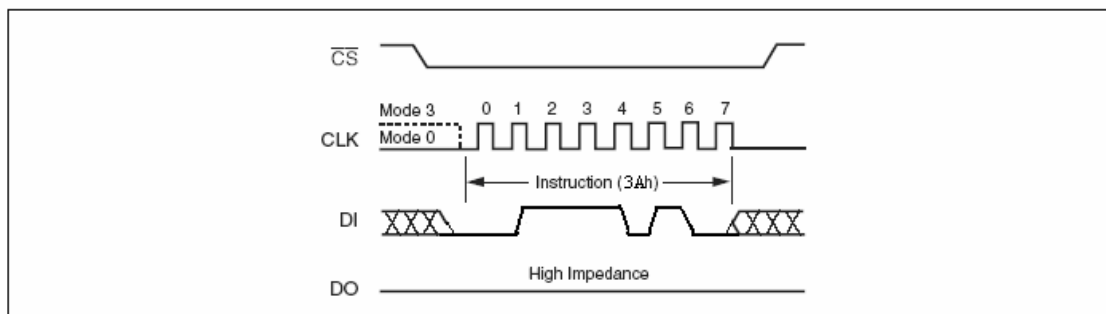 CS
Mode 3 0 1 2 3 4 5 6 7
CLK Mode 0
Instruction (3Ah)
DI
High Impedance
DO